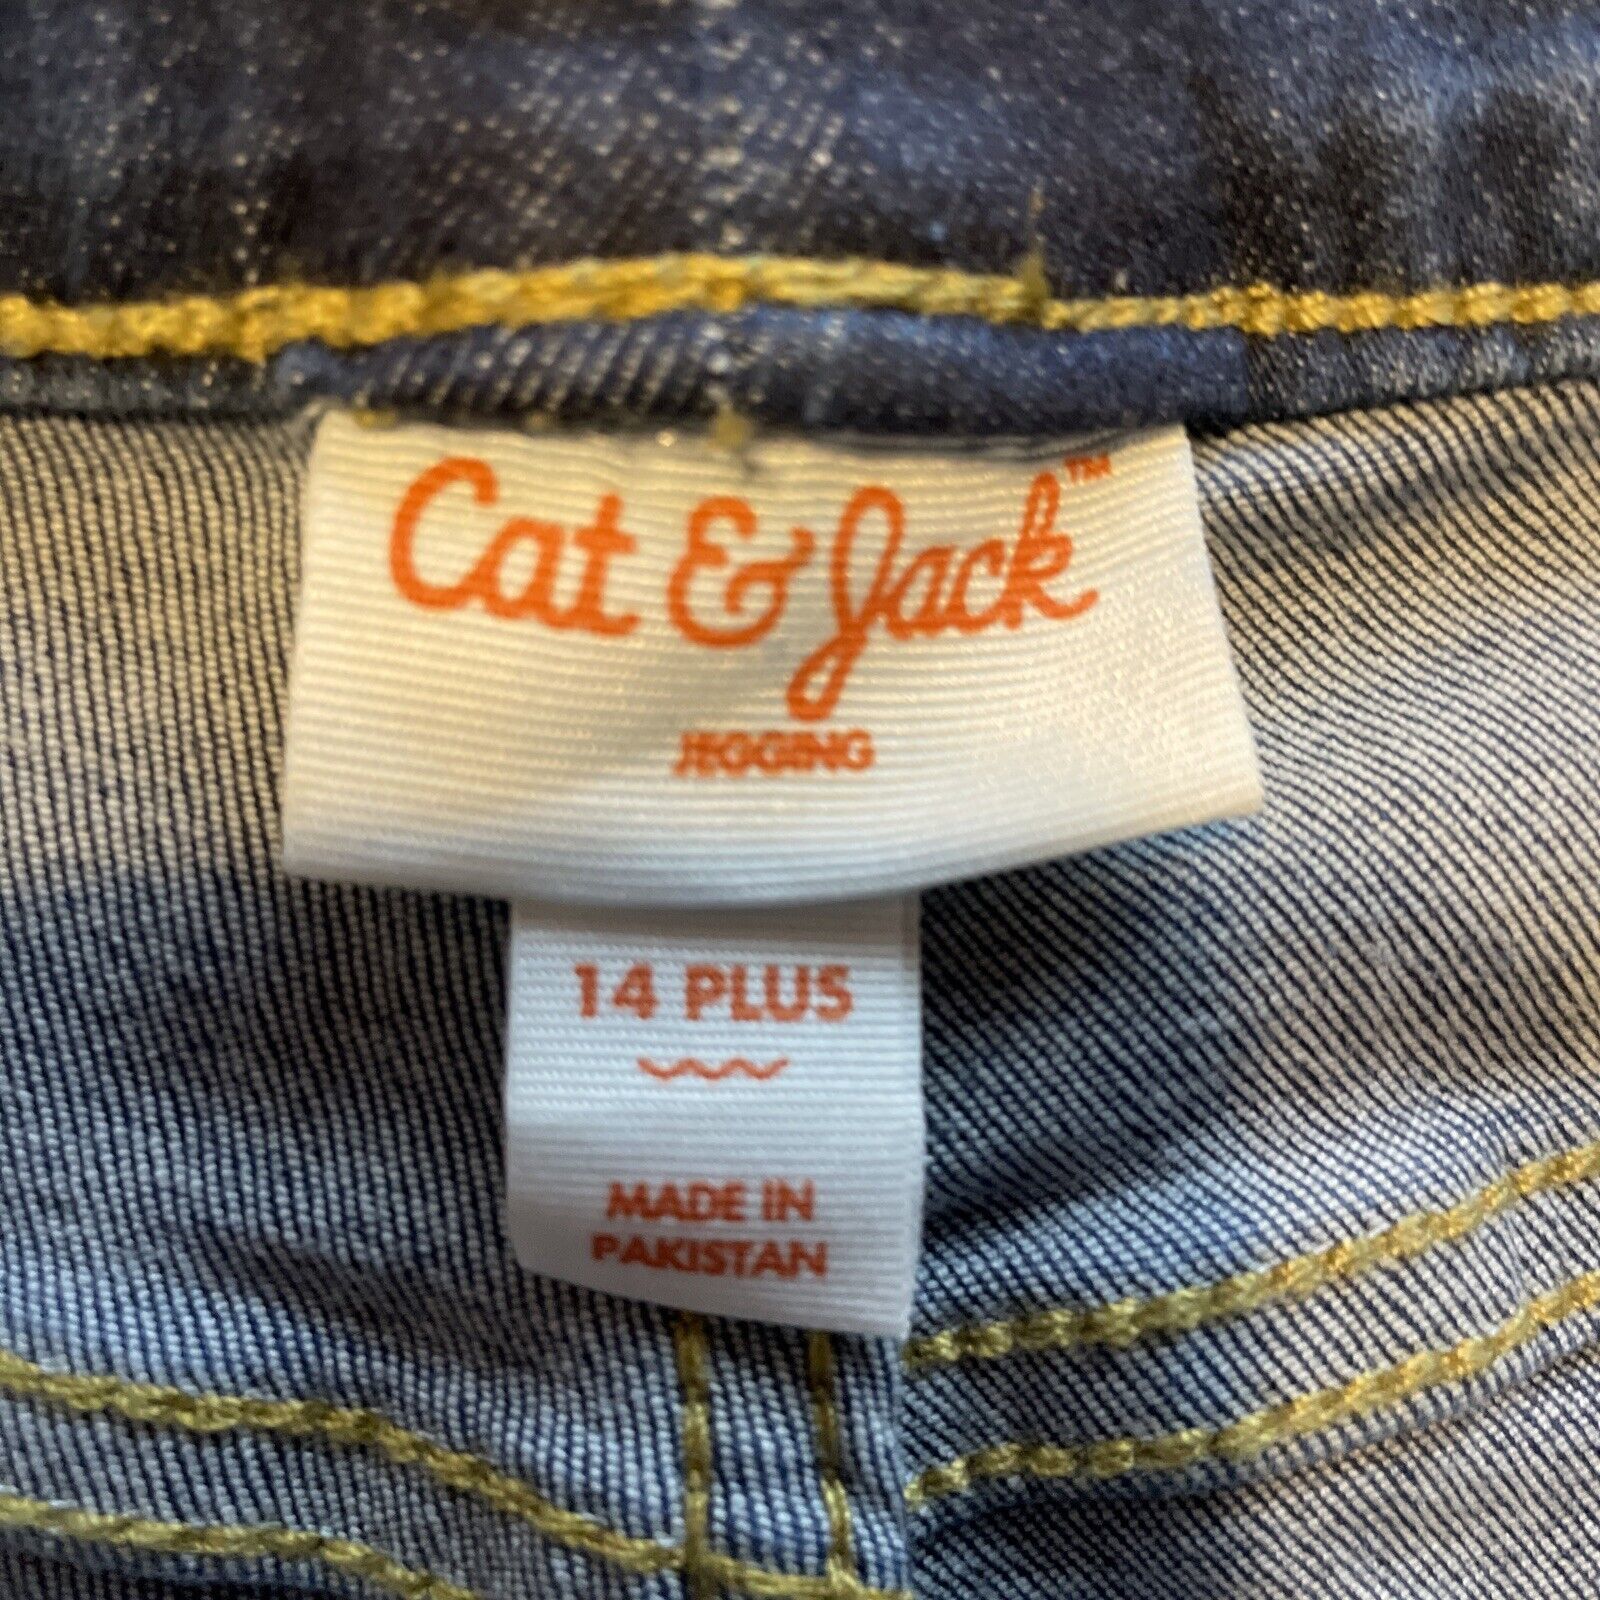 Cat & Jack™
JEGGING
14 PLUS
MADE IN
PAKISTAN